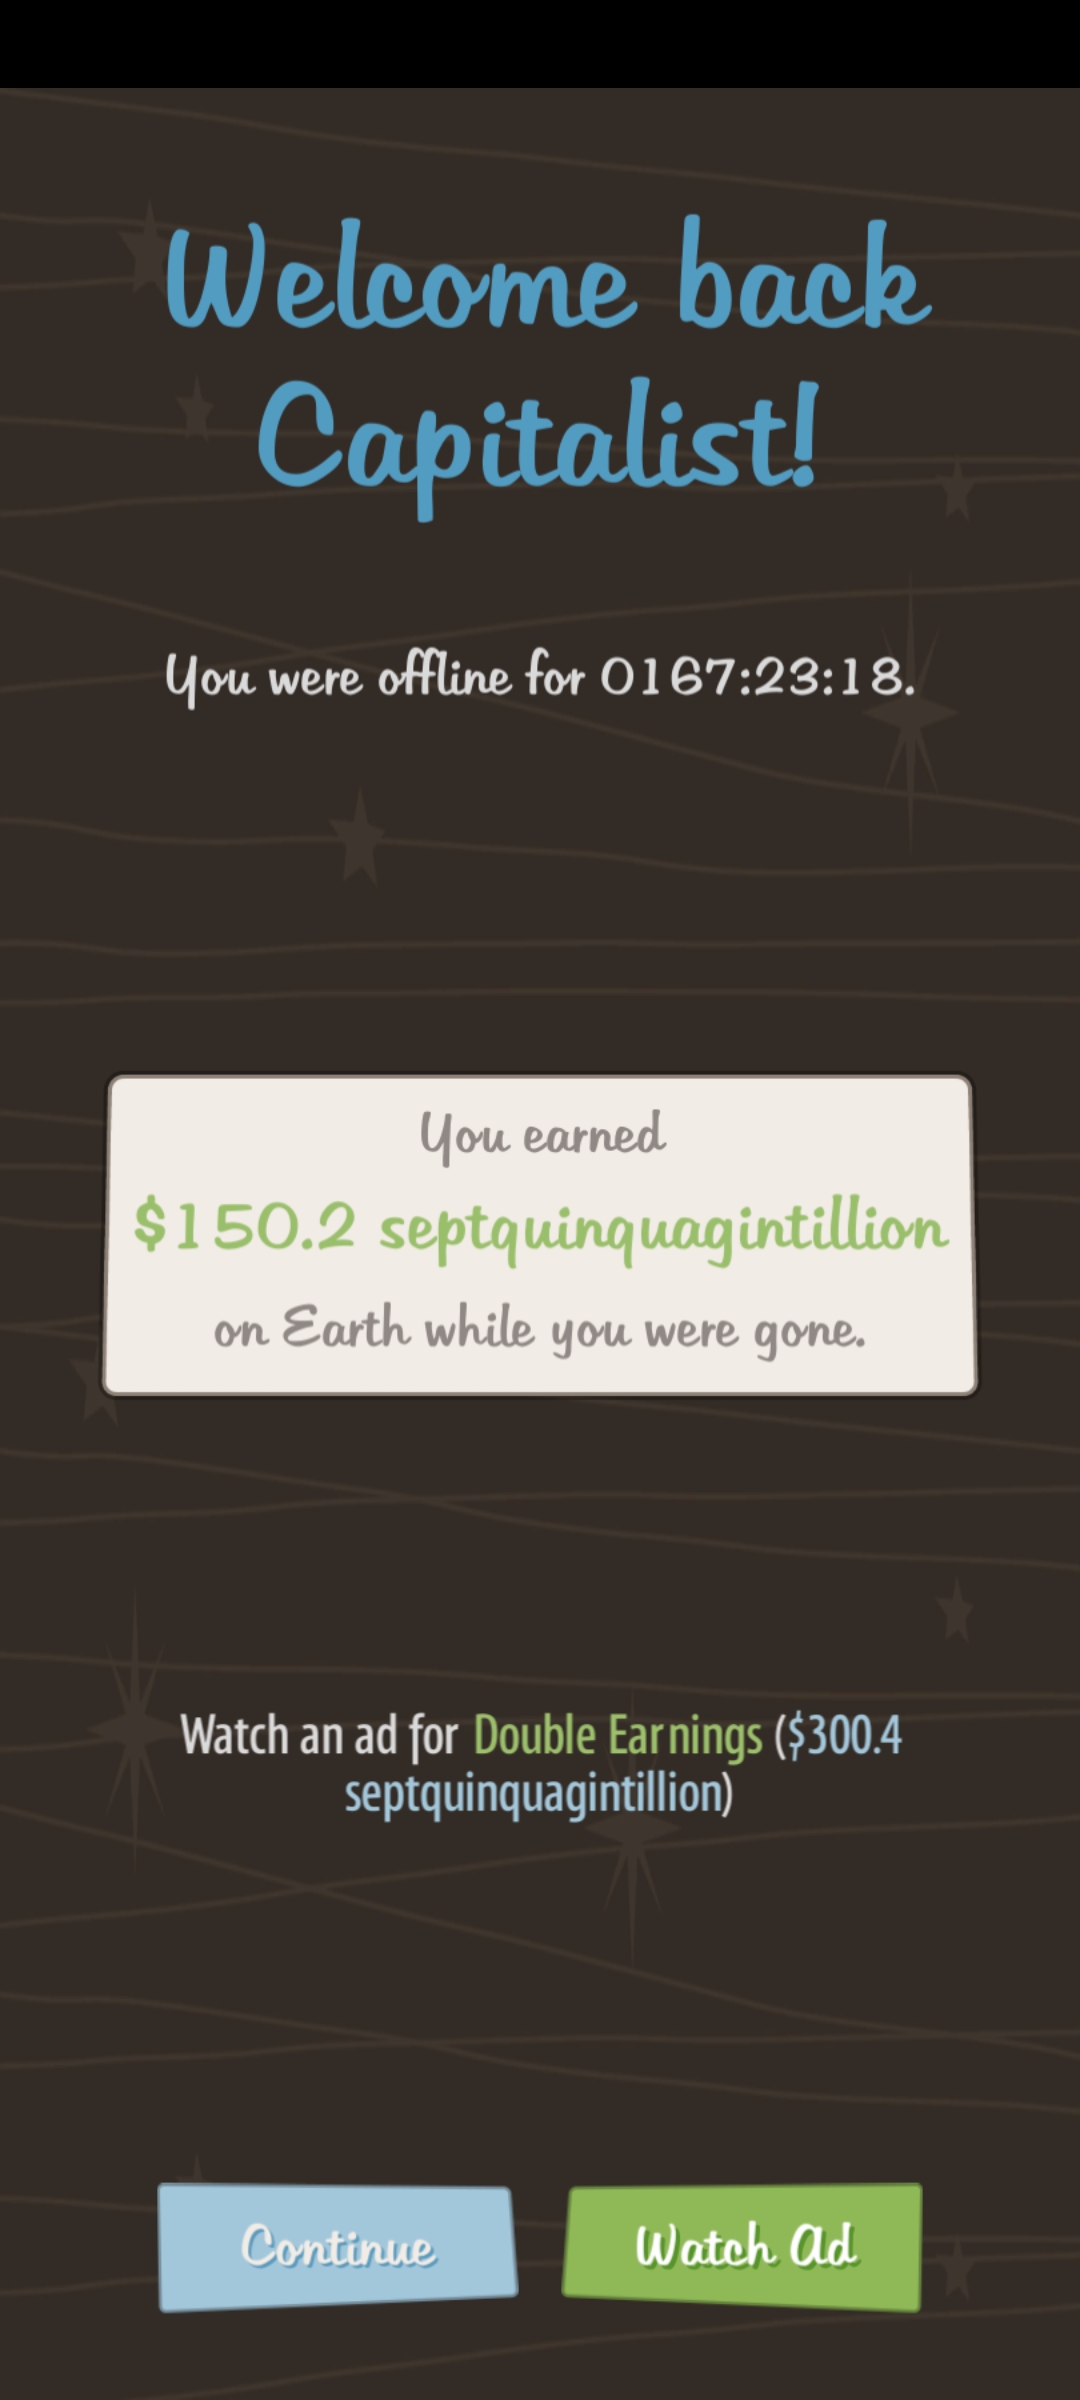 Welcome back
Capitalist!
You were offline for 0167:23:18.
You earned
$150.2 septquinquagintillion
on Earth while you were gone.
Watch an ad for Double Earnings ($300.4
septquinquagintillion)
Continue
Watch Ad